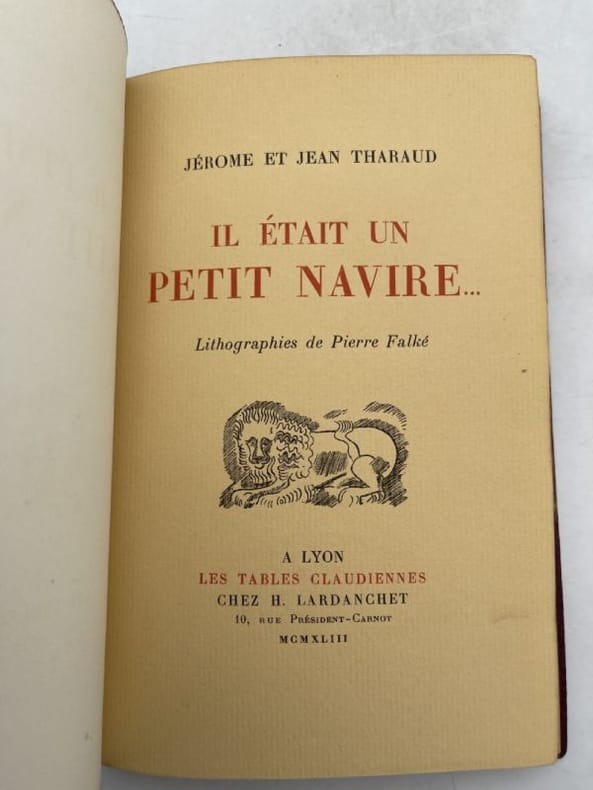 JÉROME ET JEAN THARAUD
IL ÉTAIT UN
PETIT NAVIRE...
Lithographies de Pierre Falké
A LYON
LES TABLES CLAUDIENNES
CHEZ H. LARDANCHET
10, RUE PRÉSIDENT-CARNOT
MCMXLIII